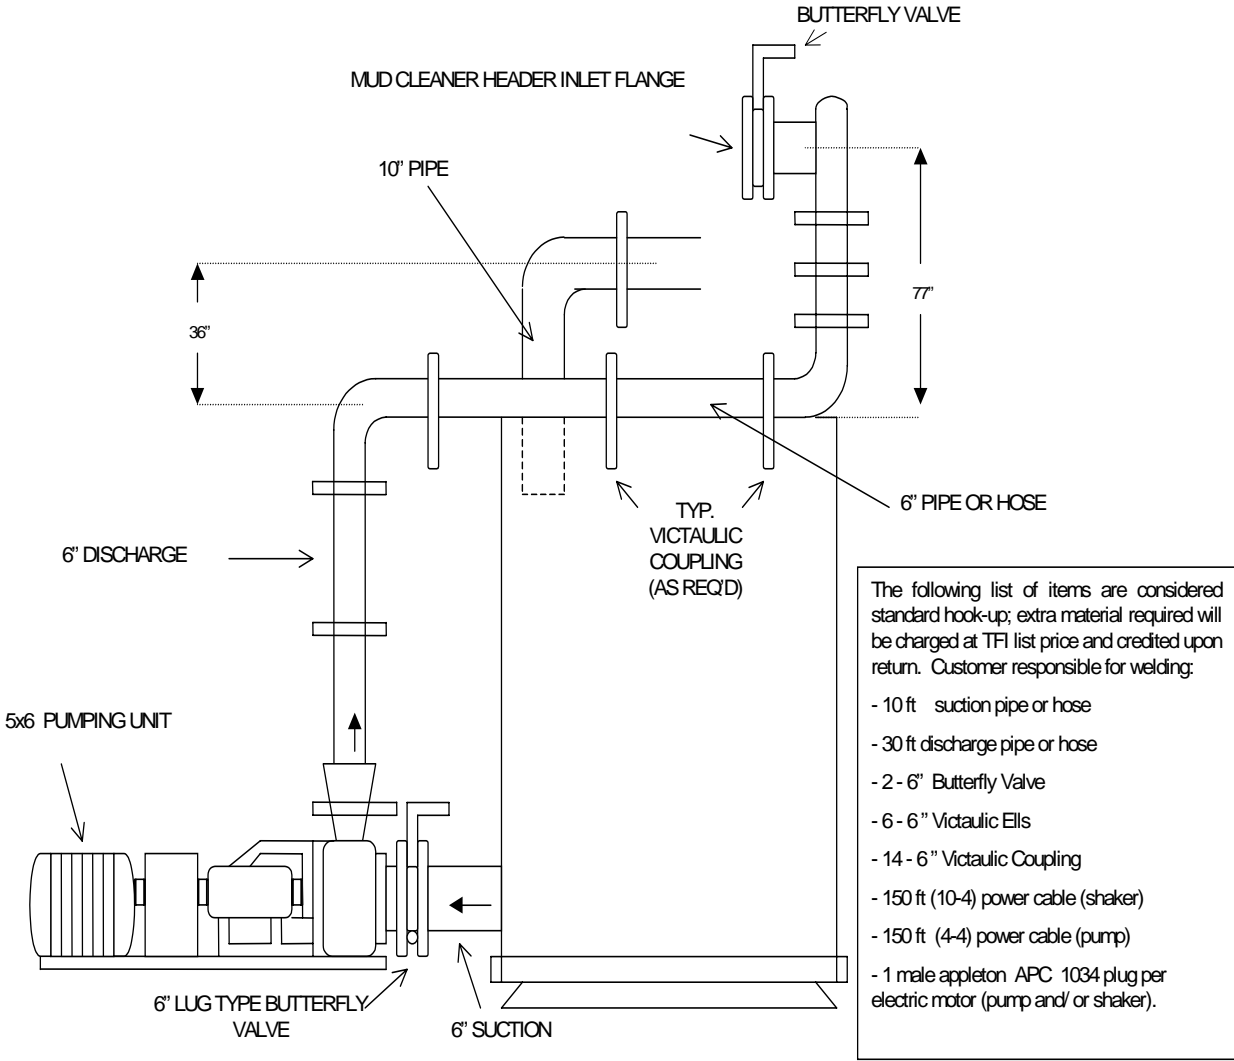 BUTTERFLY VALVE
MUD CLEANER HEADER INLET FLANGE
10" PIPE
36"
77"
6" PIPE OR HOSE
TYP.
VICTAULIC
COUPLING
(AS REQ'D)
6" DISCHARGE
5x6 PUMPING UNIT
6" LUG TYPE BUTTERFLY
VALVE
6" SUCTION
The following list of items are considered
standard hook-up; extra material required will
be charged at TFI list price and credited upon
return. Customer responsible for welding:
- 10 ft suction pipe or hose
- 30 ft discharge pipe or hose
- 2 - 6" Butterfly Valve
- 6 - 6" Victaulic Ells
- 14 - 6" Victaulic Coupling
- 150 ft (10-4) power cable (shaker)
- 150 ft (4-4) power cable (pump)
- 1 male appleton APC 1034 plug per
electric motor (pump and/ or shaker).